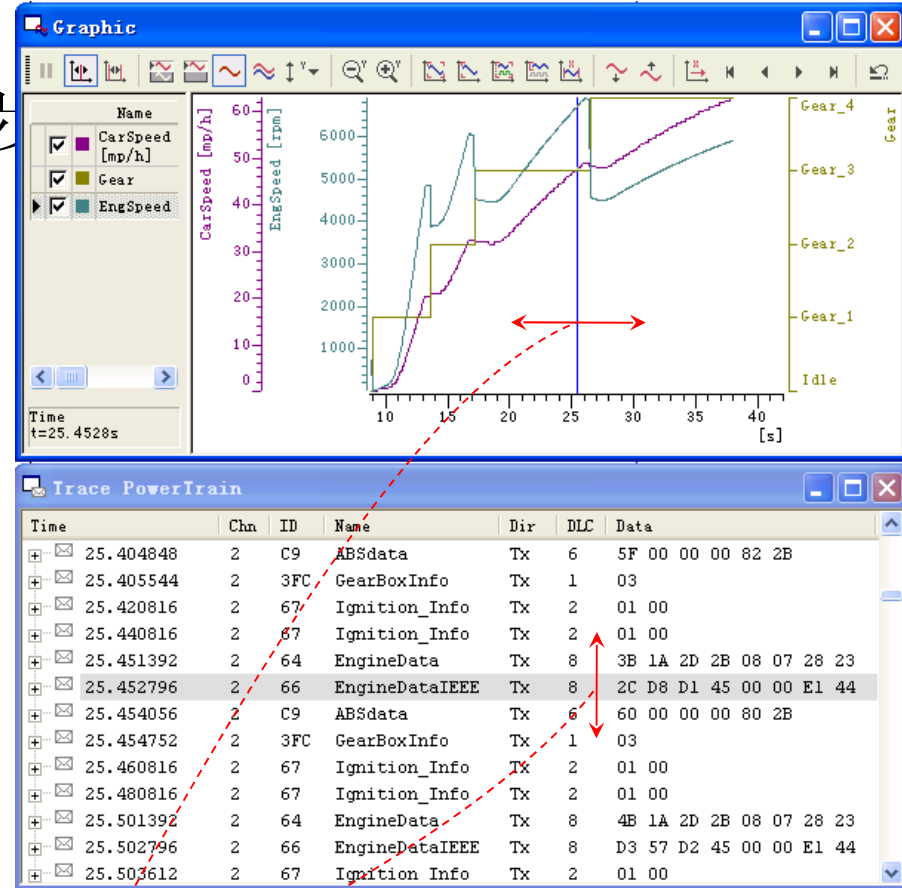 Graphic
Name
CarSpeed
[mp/h]
Gear
EngSpeed
Time
t=25.4528s
CarSpeed [mp/h]
60
50
40
30
20
10
0
EngSpeed [rpm]
6000
5000
4000
3000
2000
1000
Gear_4
Gear_3
Gear_2
Gear_1
Idle
Gear
10 15 20 25 30 35 40
[s]
Trace PowerTrain
Time Chn ID Name Dir DLC Data
25.404848 2 C9 ABSdata Tx 6 5F 00 00 00 82 2B
25.405544 2 3FC GearBoxInfo Tx 1 03
25.420816 2 67 Ignition_Info Tx 2 01 00
25.440816 2 67 Ignition_Info Tx 2 01 00
25.451392 2 64 EngineData Tx 8 3B 1A 2D 2B 08 07 28 23
25.452796 2 66 EngineDataIEEE Tx 8 2C D8 D1 45 00 00 E1 44
25.454056 2 C9 ABSdata Tx 6 60 00 00 00 80 2B
25.454752 2 3FC GearBoxInfo Tx 1 03
25.460816 2 67 Ignition_Info Tx 2 01 00
25.480816 2 67 Ignition_Info Tx 2 01 00
25.501392 2 64 EngineData Tx 8 4B 1A 2D 2B 08 07 28 23
25.502796 2 66 EngineDataIEEE Tx 8 D3 57 D2 45 00 00 E1 44
25.503612 2 67 Ignition Info Tx 2 01 00